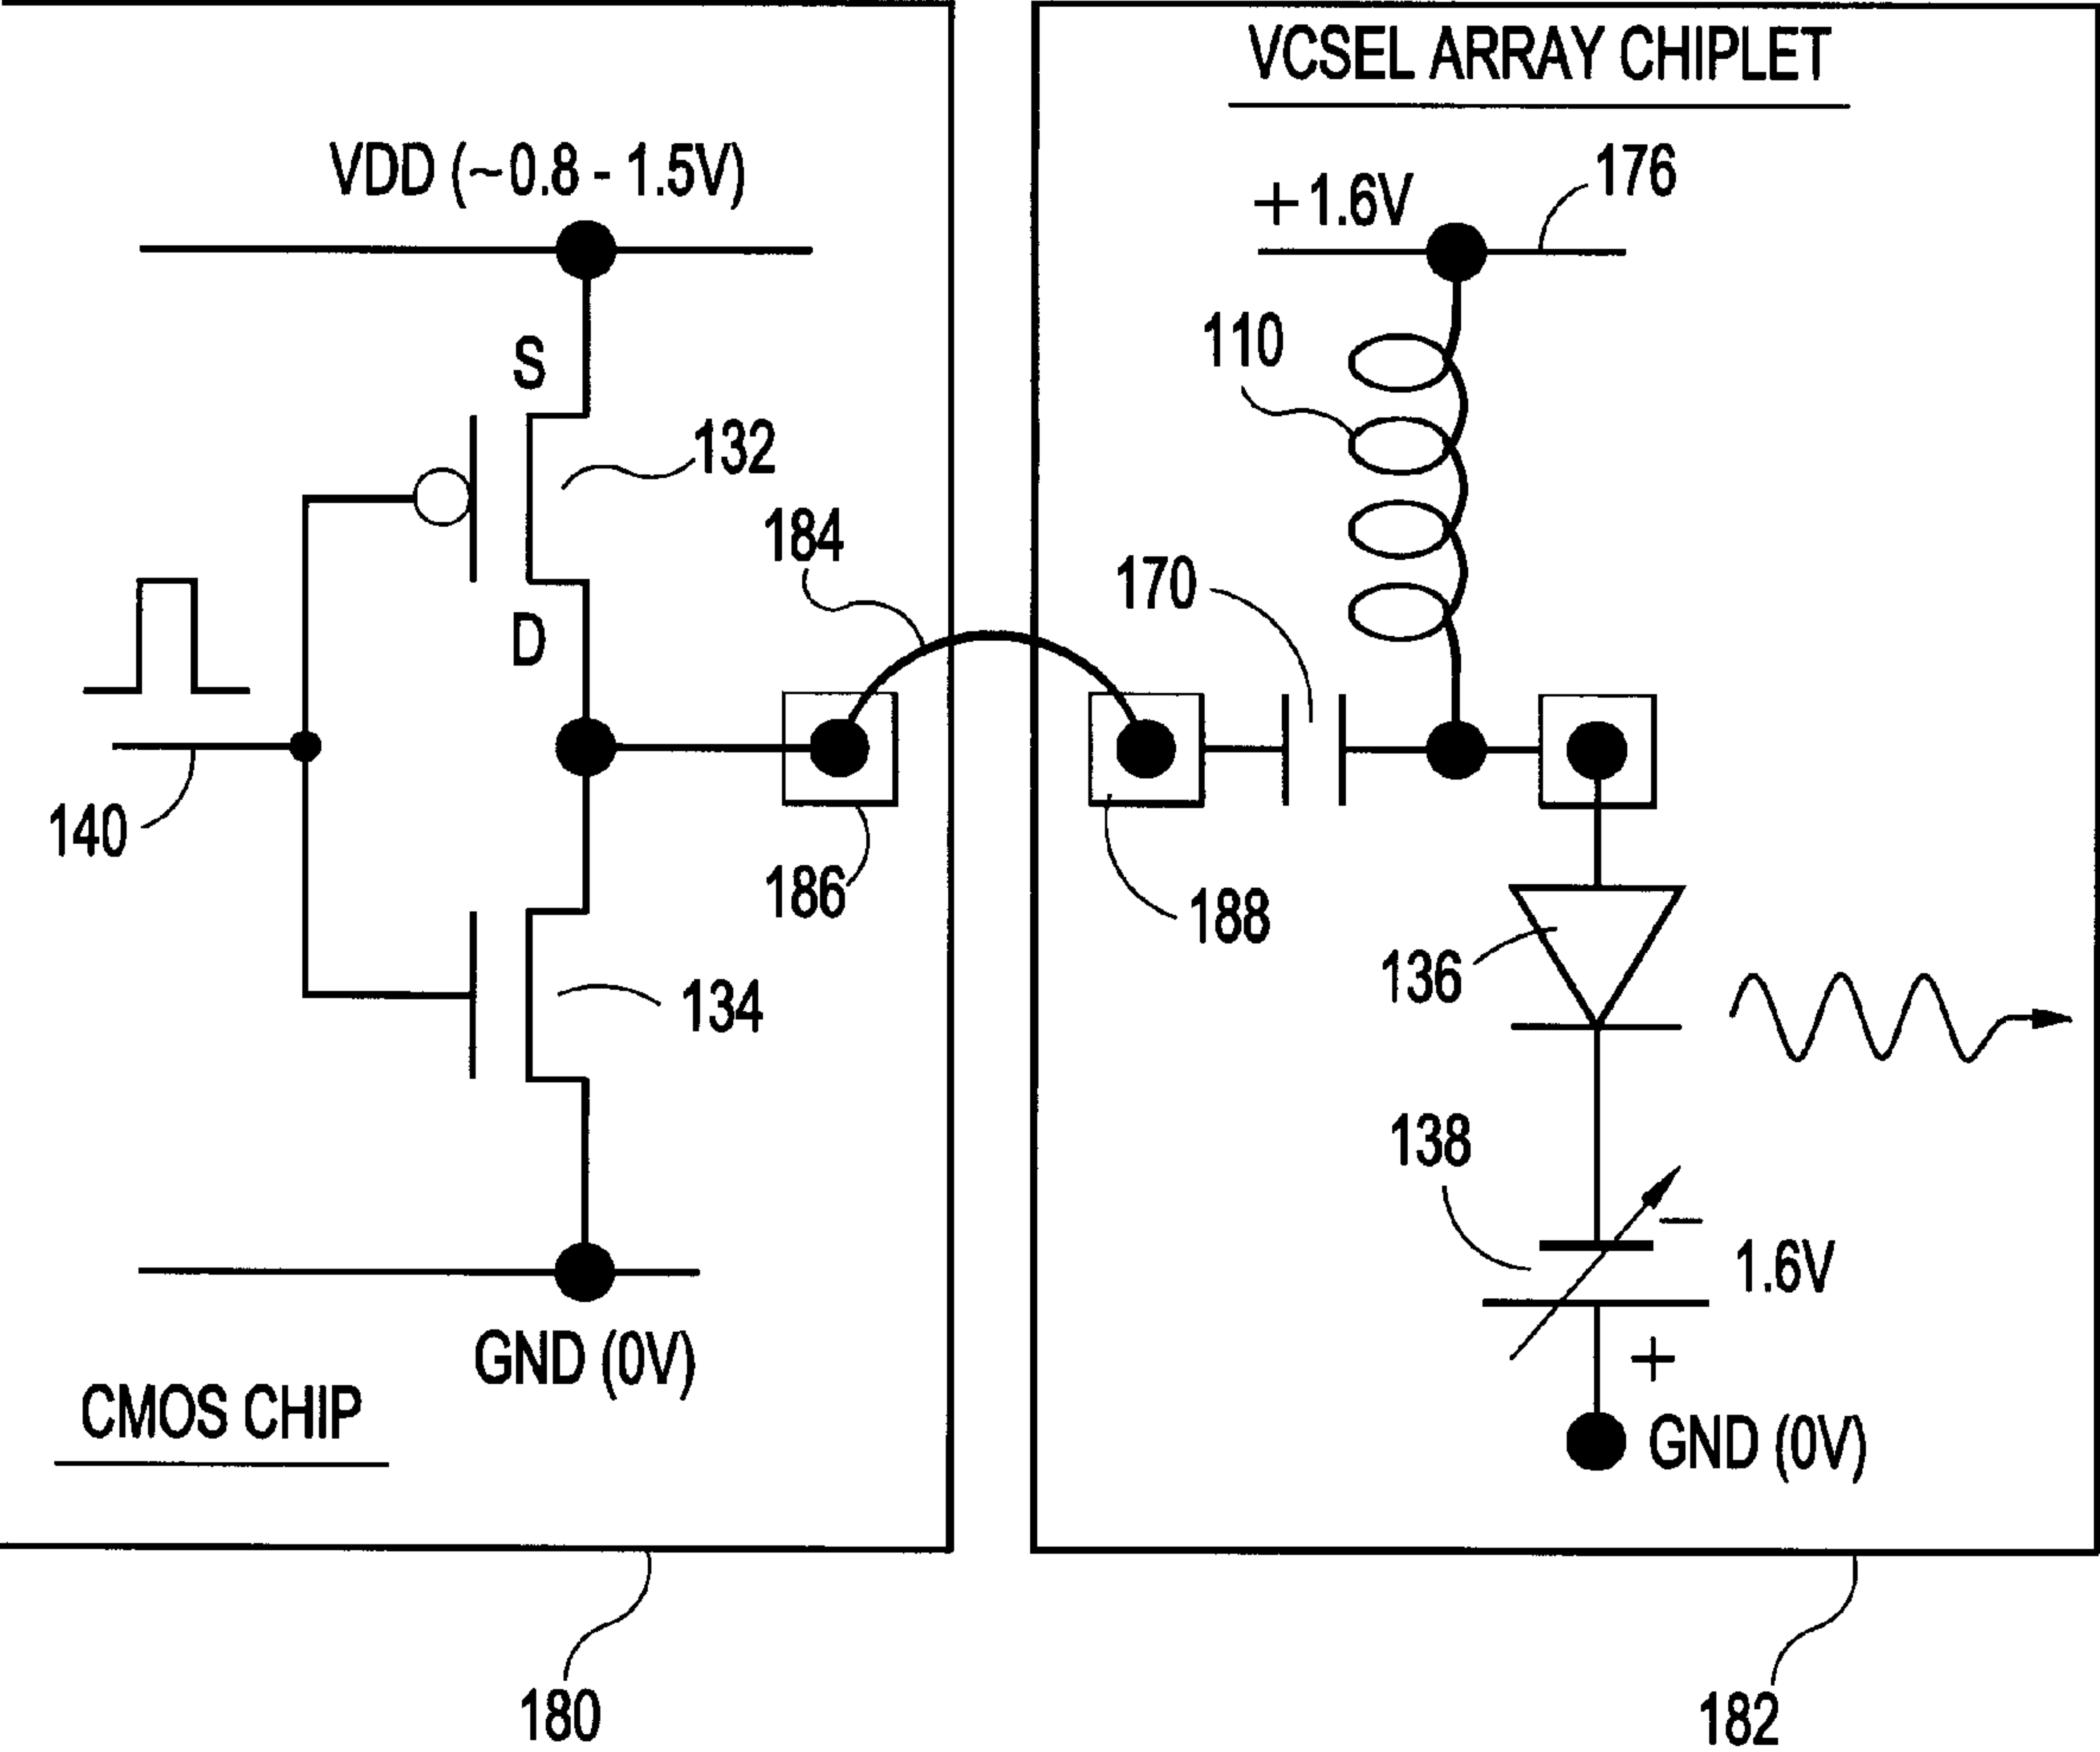 VCSEL ARRAY CHIPLET
VDD (~0.8 - 1.5V)
+1.6V
176
S
110
132
184
170
D
140
186
188
136
134
138
−
1.6V
+
GND (0V)
GND (0V)
CMOS CHIP
180
182